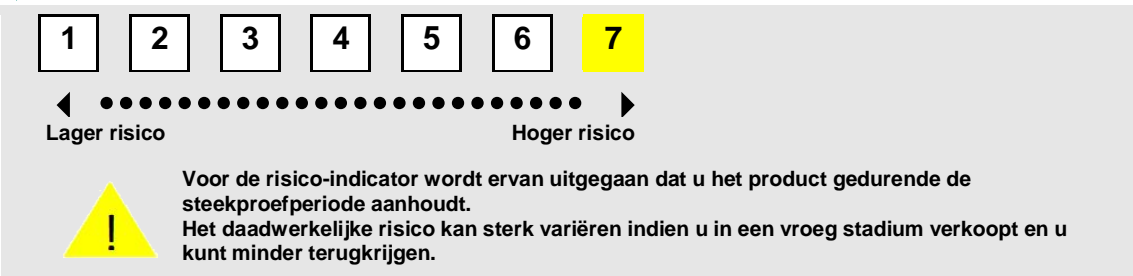 1 2 3 4 5 6 7
Lager risico Hoger risico
Voor de risico-indicator wordt ervan uitgegaan dat u het product gedurende de
steekproefperiode aanhoudt.
Het daadwerkelijke risico kan sterk variëren indien u in een vroeg stadium verkoopt en u
kunt minder terugkrijgen.
!